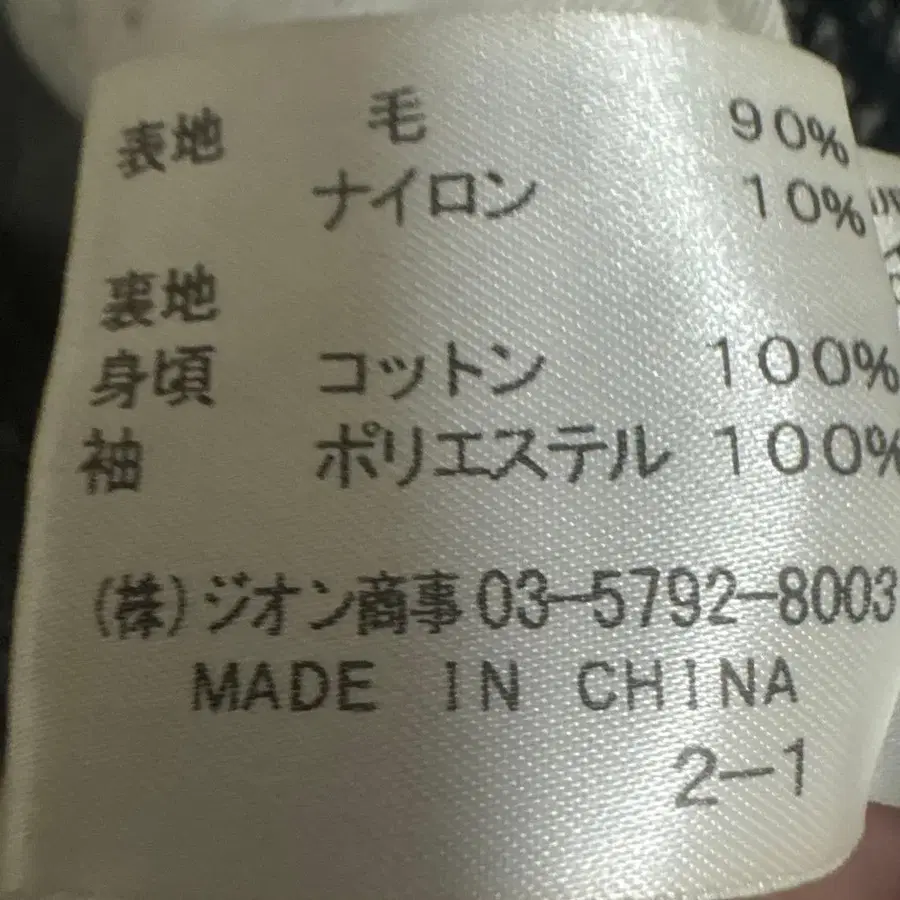 表地 毛 90%
ナイロン 10%
裏地
身頃 コットン 100%
袖 ポリエステル 100%
(株)ジオン商事03-5792-8003
MADE IN CHINA
2-1